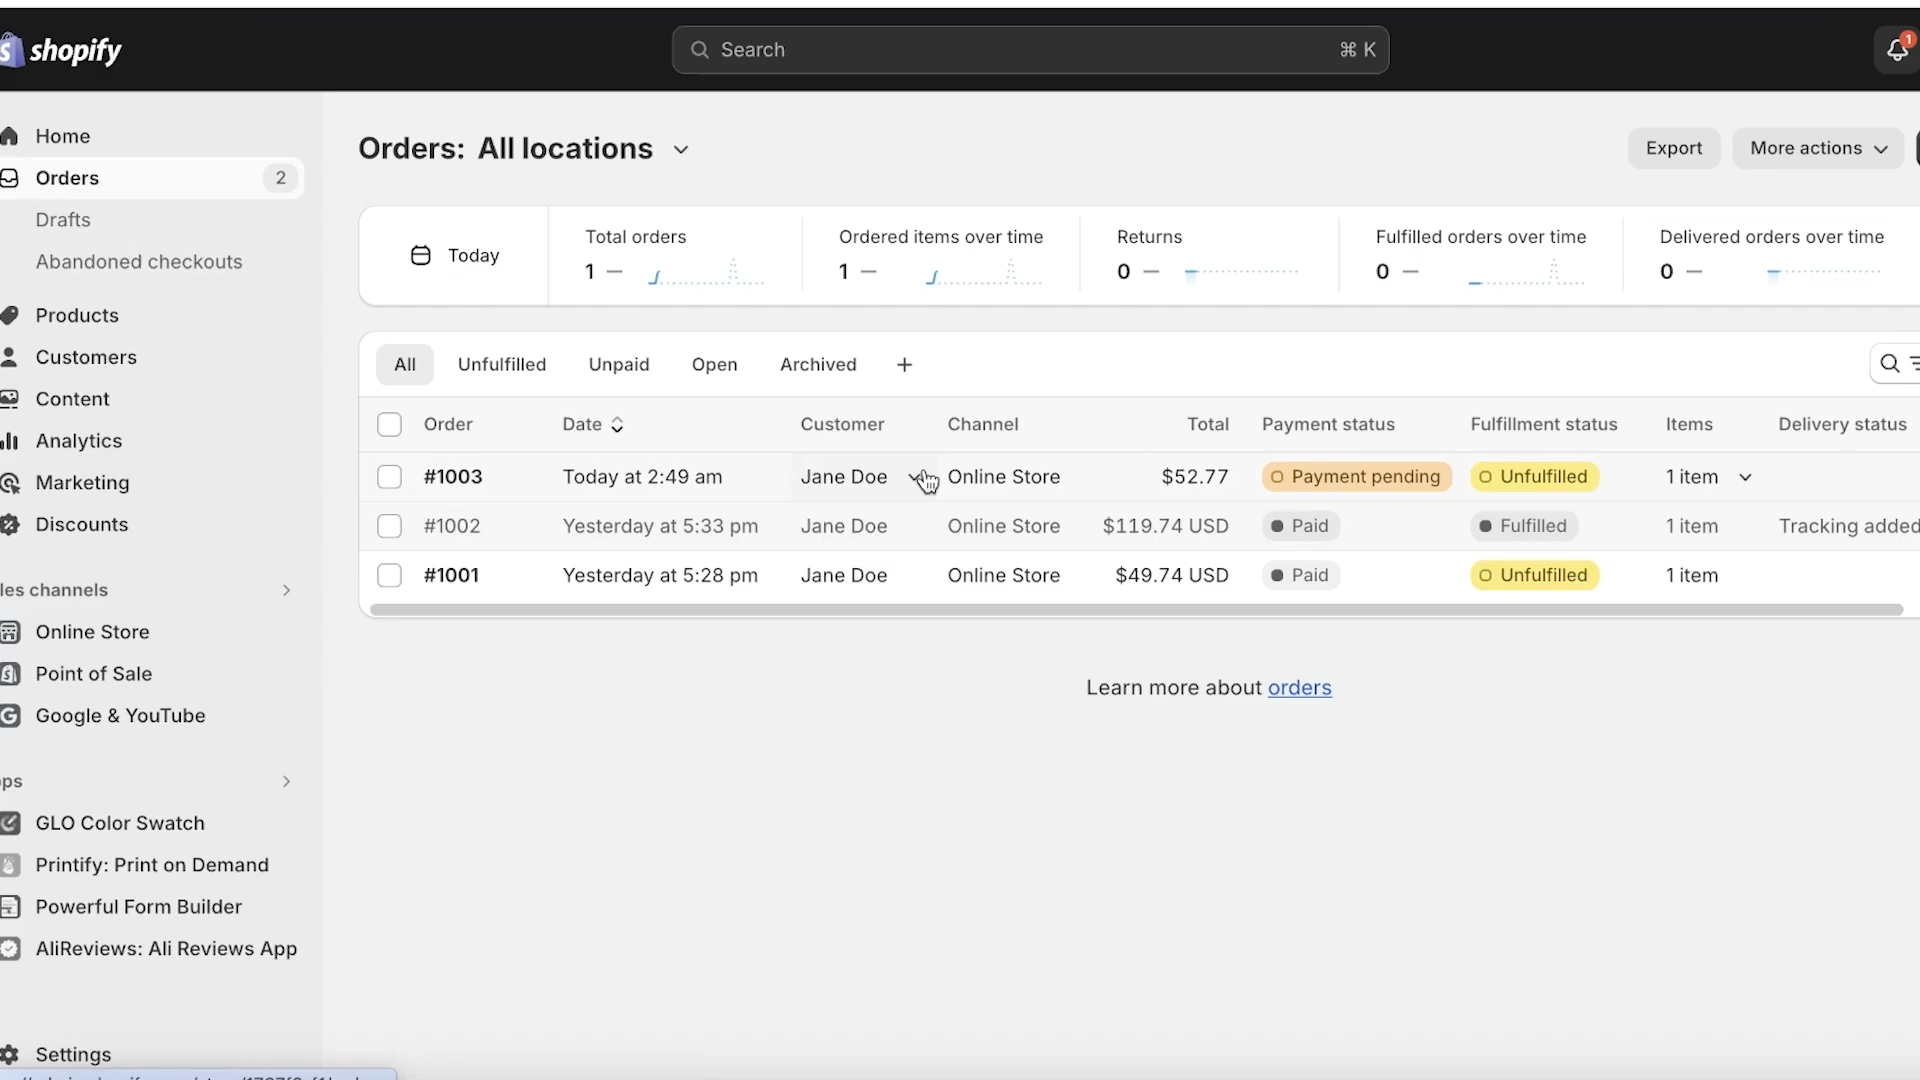 shopify
Search
⌘ K
1
Home
Orders 2
Drafts
Abandoned checkouts
Products
Customers
Content
Analytics
Marketing
Discounts
les channels
Online Store
Point of Sale
Google & YouTube
ps
GLO Color Swatch
Printify: Print on Demand
Powerful Form Builder
AliReviews: Ali Reviews App
Settings
Orders: All locations
Export
More actions
Today
Total orders
1 —
Ordered items over time
1 —
Returns
0 —
Fulfilled orders over time
0 —
Delivered orders over time
0 —
All Unfulfilled Unpaid Open Archived +
Order Date Customer Channel Total Payment status Fulfillment status Items Delivery status
#1003 Today at 2:49 am Jane Doe Online Store $52.77 Payment pending Unfulfilled 1 item
#1002 Yesterday at 5:33 pm Jane Doe Online Store $119.74 USD Paid Fulfilled 1 item Tracking added
#1001 Yesterday at 5:28 pm Jane Doe Online Store $49.74 USD Paid Unfulfilled 1 item
Learn more about orders